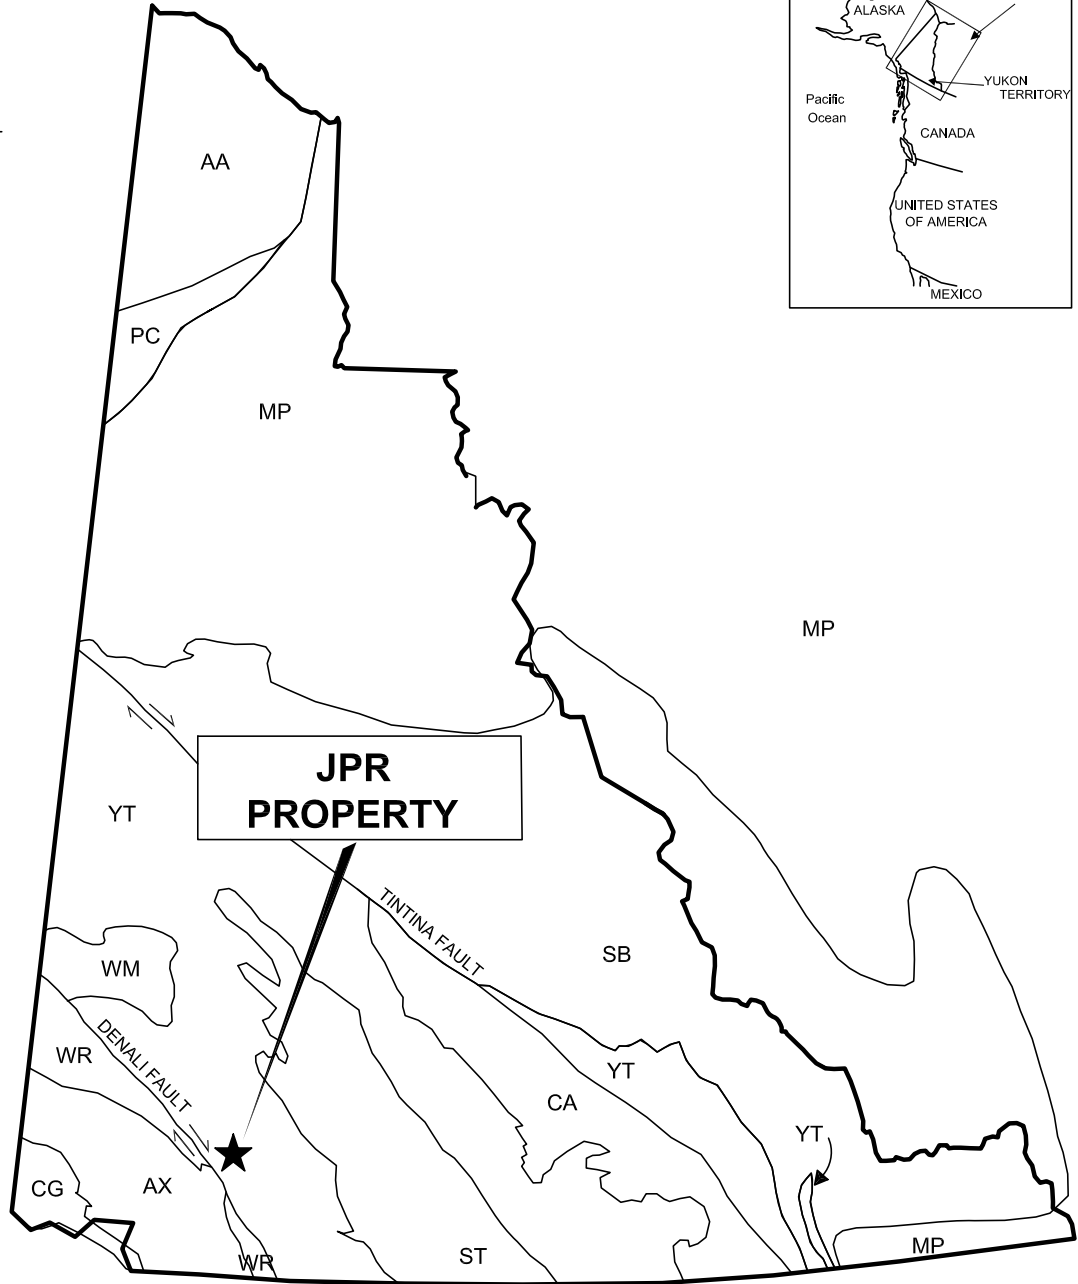 ALASKA
YUKON
TERRITORY
Pacific
Ocean
CANADA
UNITED STATES
OF AMERICA
MEXICO
AA
PC
MP
MP
JPR
PROPERTY
YT
TINTINA FAULT
SB
WM
DENALI FAULT
WR
YT
CA
YT
CG
AX
WR
ST
MP